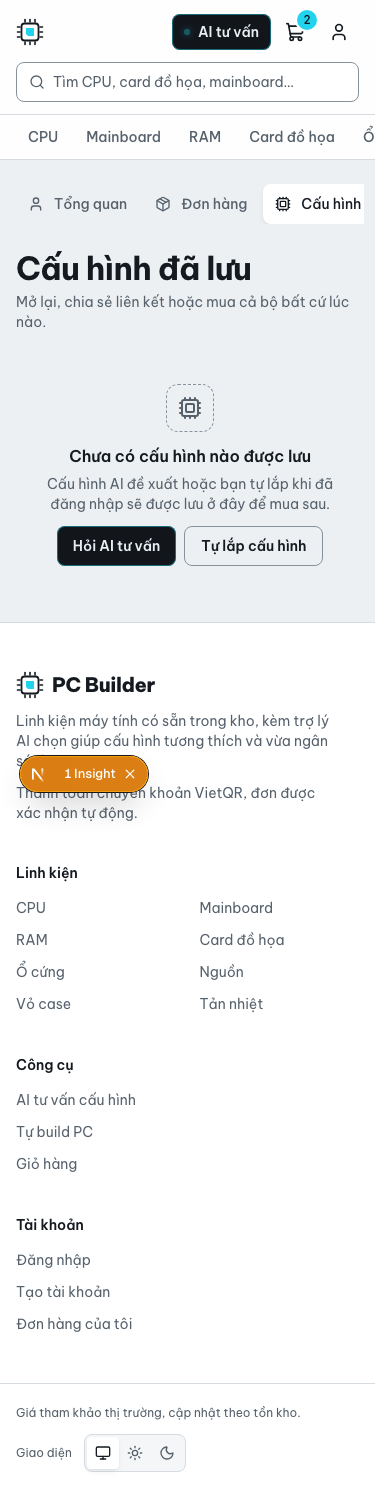 AI tư vấn
2
Tìm CPU, card đồ họa, mainboard…
CPU Mainboard RAM Card đồ họa Ổ
Tổng quan Đơn hàng Cấu hình
Cấu hình đã lưu
Mở lại, chia sẻ liên kết hoặc mua cả bộ bất cứ lúc
nào.
Chưa có cấu hình nào được lưu
Cấu hình AI đề xuất hoặc bạn tự lắp khi đã
đăng nhập sẽ được lưu ở đây để mua sau.
Hỏi AI tư vấn Tự lắp cấu hình
PC Builder
Linh kiện máy tính có sẵn trong kho, kèm trợ lý
AI chọn giúp cấu hình tương thích và vừa ngân
1 Insight
chuyển khoản VietQR, đơn được
xác nhận tự động.
Linh kiện
CPU Mainboard
RAM Card đồ họa
Ổ cứng Nguồn
Vỏ case Tản nhiệt
Công cụ
AI tư vấn cấu hình
Tự build PC
Giỏ hàng
Tài khoản
Đăng nhập
Tạo tài khoản
Đơn hàng của tôi
Giá tham khảo thị trường, cập nhật theo tồn kho.
Giao diện